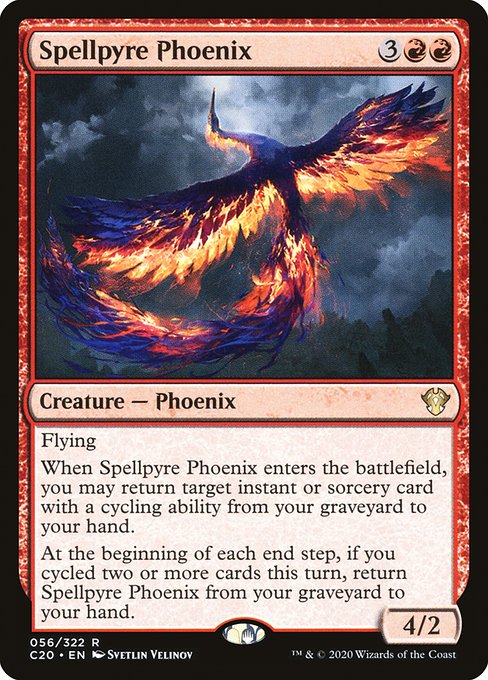 Spellpyre Phoenix 3
Creature — Phoenix
Flying
When Spellpyre Phoenix enters the battlefield,
you may return target instant or sorcery card
with a cycling ability from your graveyard to
your hand.
At the beginning of each end step, if you
cycled two or more cards this turn, return
Spellpyre Phoenix from your graveyard to
your hand.
4/2
056/322 R
C20 • EN Svetlin Velinov ™ & © 2020 Wizards of the Coast